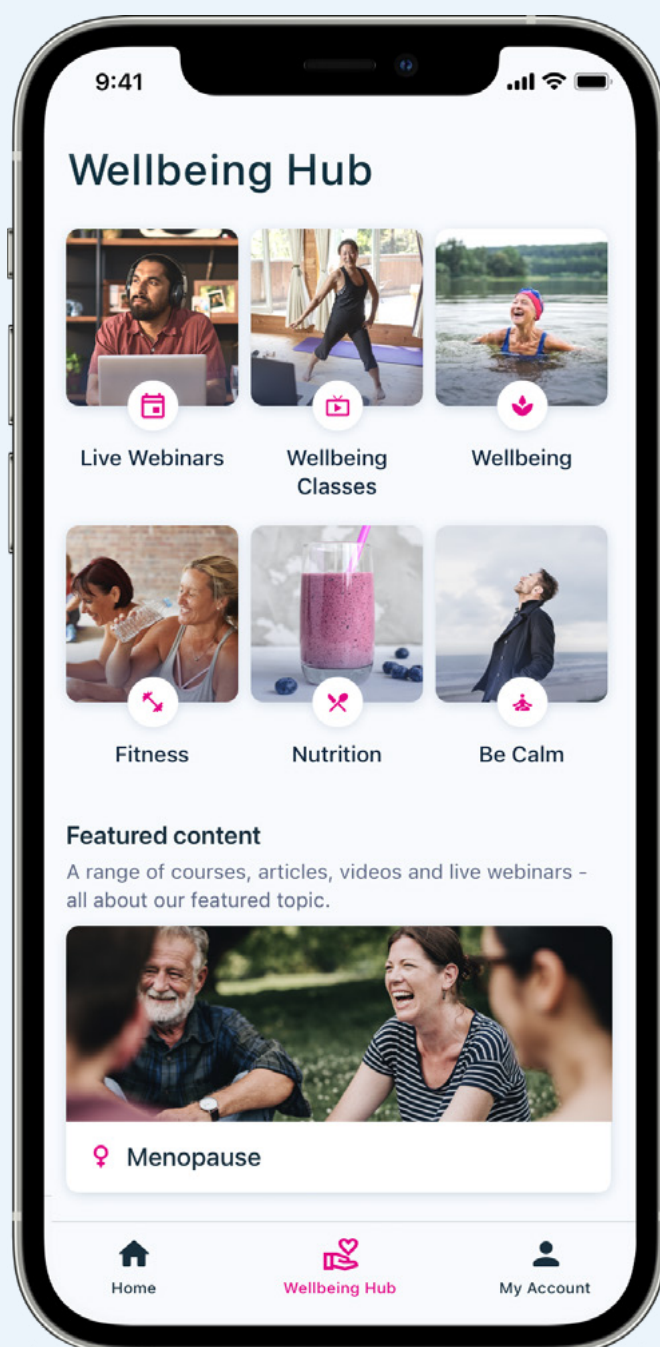 9:41
Wellbeing Hub
Live Webinars
Wellbeing
Classes
Wellbeing
Fitness
Nutrition
Be Calm
Featured content
A range of courses, articles, videos and live webinars -
all about our featured topic.
Menopause
Home
Wellbeing Hub
My Account